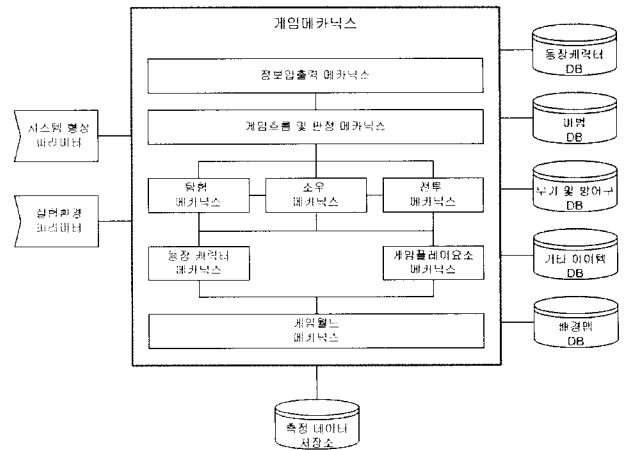 게임메카닉스
정보입출력 메카닉스
게임흐름 및 판정 메카닉스
탐험
메카닉스
소우
메카닉스
전투
메카닉스
등장 캐릭터
메카닉스
게임플레이요소
메카닉스
게임월드
메카닉스
시스템 형상
파라미터
실험환경
파라미터
등장캐릭터
DB
마법
DB
무기 및 방어구
DB
기타 아이템
DB
배경맵
DB
측정 데이터
저장소